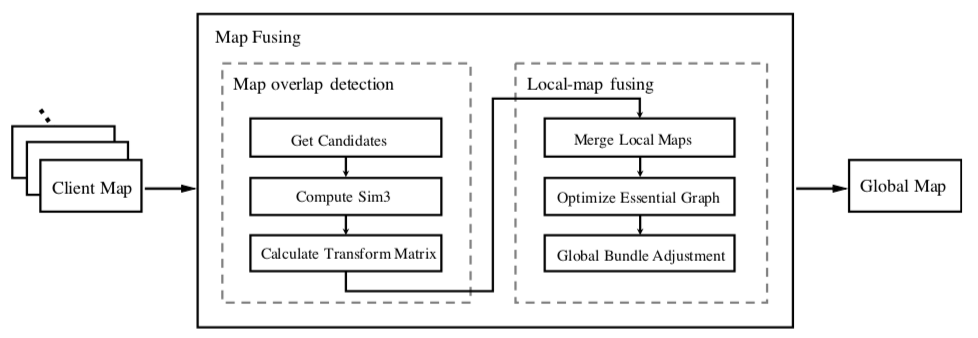 Map Fusing
Map overlap detection
Get Candidates
Compute Sim3
Calculate Transform Matrix
Local-map fusing
Merge Local Maps
Optimize Essential Graph
Global Bundle Adjustment
Client Map
Global Map